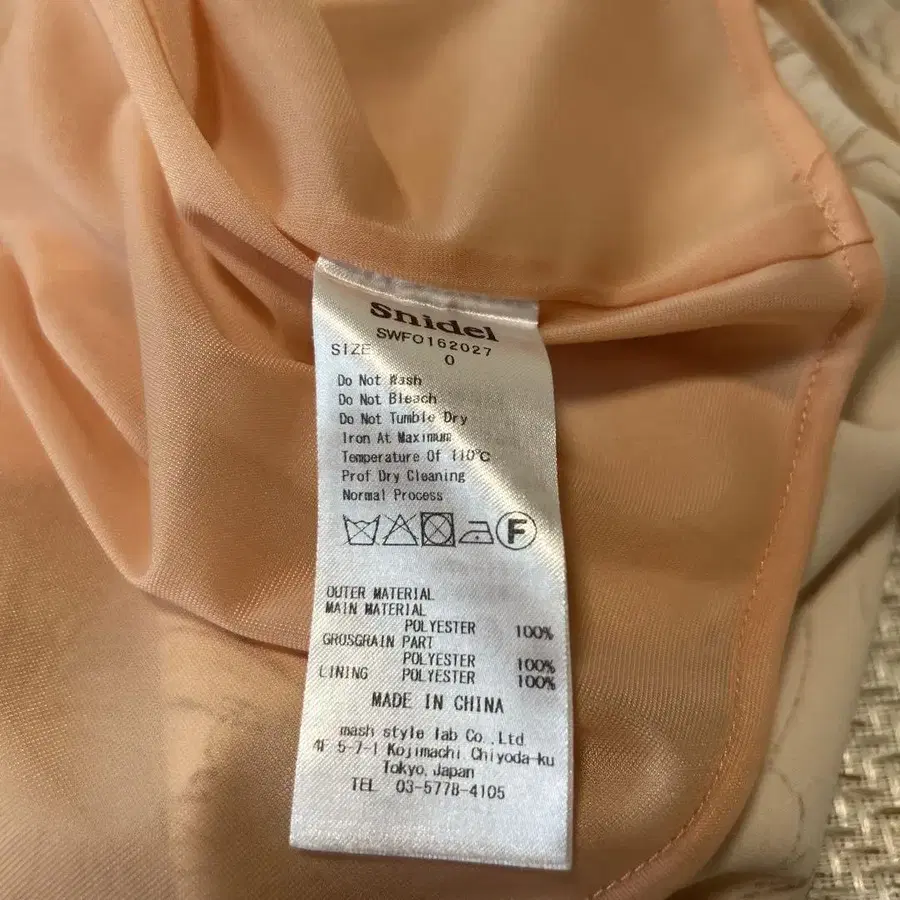 Snidel
SWFO162027
SIZE 0
Do Not Wash
Do Not Bleach
Do Not Tumble Dry
Iron At Maximum
Temperature Of 110℃
Prof Dry Cleaning
Normal Process
F
OUTER MATERIAL
MAIN MATERIAL
POLYESTER 100%
GROSGRAIN PART
POLYESTER 100%
LINING POLYESTER 100%
MADE IN CHINA
mash style lab Co.,Ltd
4F 5-7-1 Kojimachi Chiyoda-ku
Tokyo,Japan
TEL 03-5778-4105